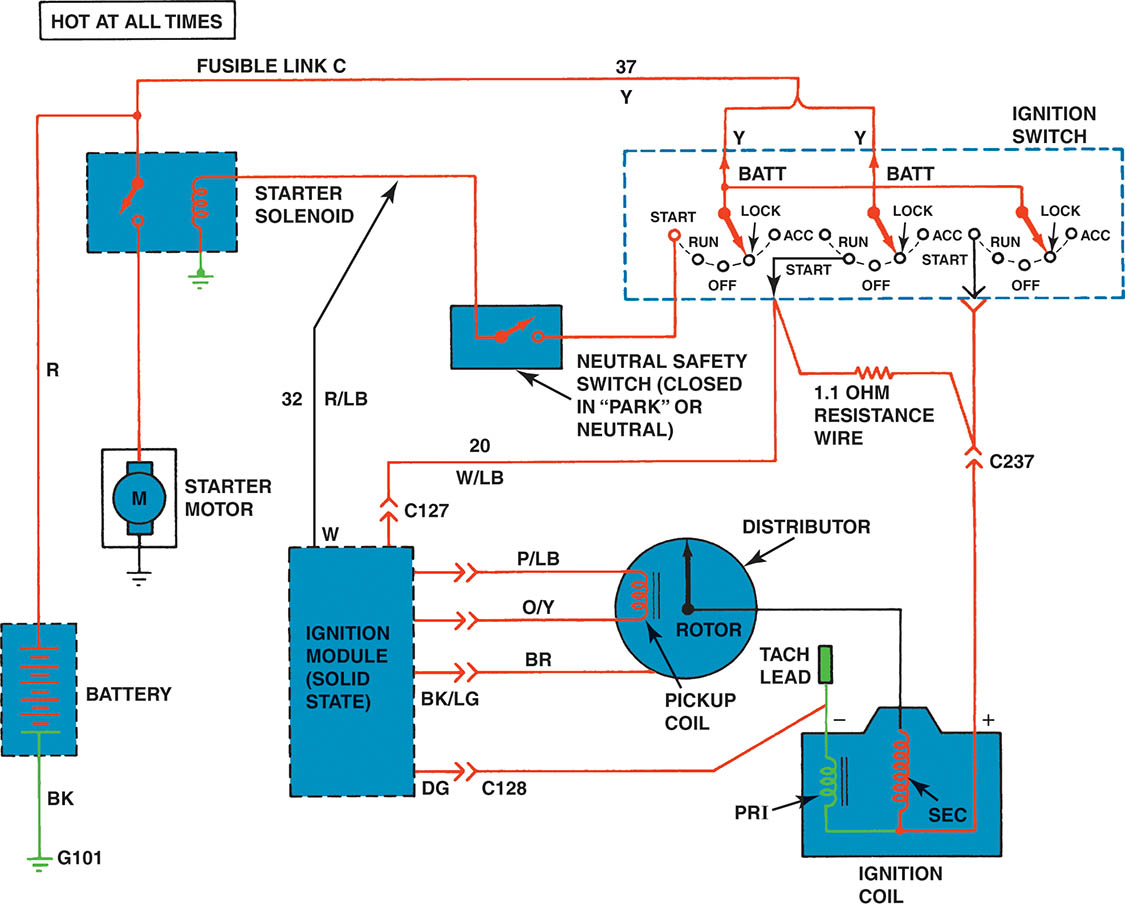 HOT AT ALL TIMES
FUSIBLE LINK C
37
Y
IGNITION
SWITCH
Y
Y
BATT
BATT
STARTER
SOLENOID
START
LOCK
LOCK
LOCK
RUN
ACC
RUN
ACC
RUN
ACC
START
START
OFF
OFF
OFF
R
32
R/LB
NEUTRAL SAFETY
SWITCH (CLOSED
IN “PARK” OR
NEUTRAL)
1.1 OHM
RESISTANCE
WIRE
20
W/LB
C237
STARTER
MOTOR
M
C127
W
DISTRIBUTOR
P/LB
O/Y
ROTOR
IGNITION
MODULE
(SOLID
STATE)
BR
BK/LG
PICKUP
COIL
TACH
LEAD
BATTERY
– +
DG
C128
PRI
SEC
BK
G101
IGNITION
COIL